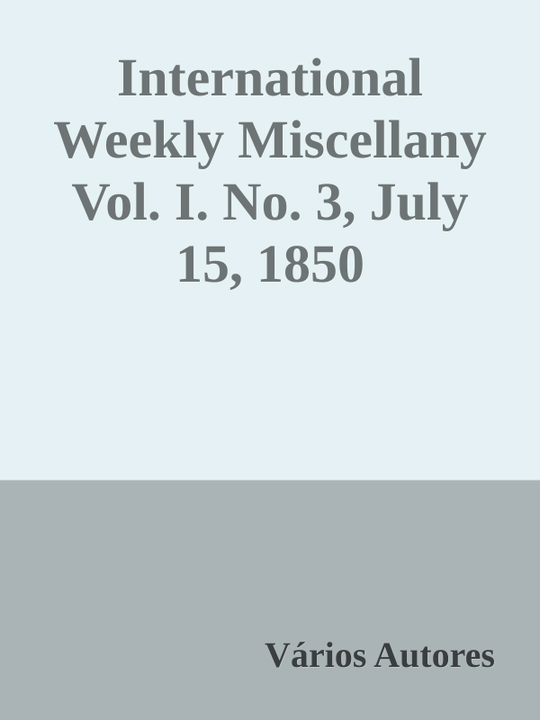 International
Weekly Miscellany
Vol. I. No. 3, July
15, 1850
Vários Autores